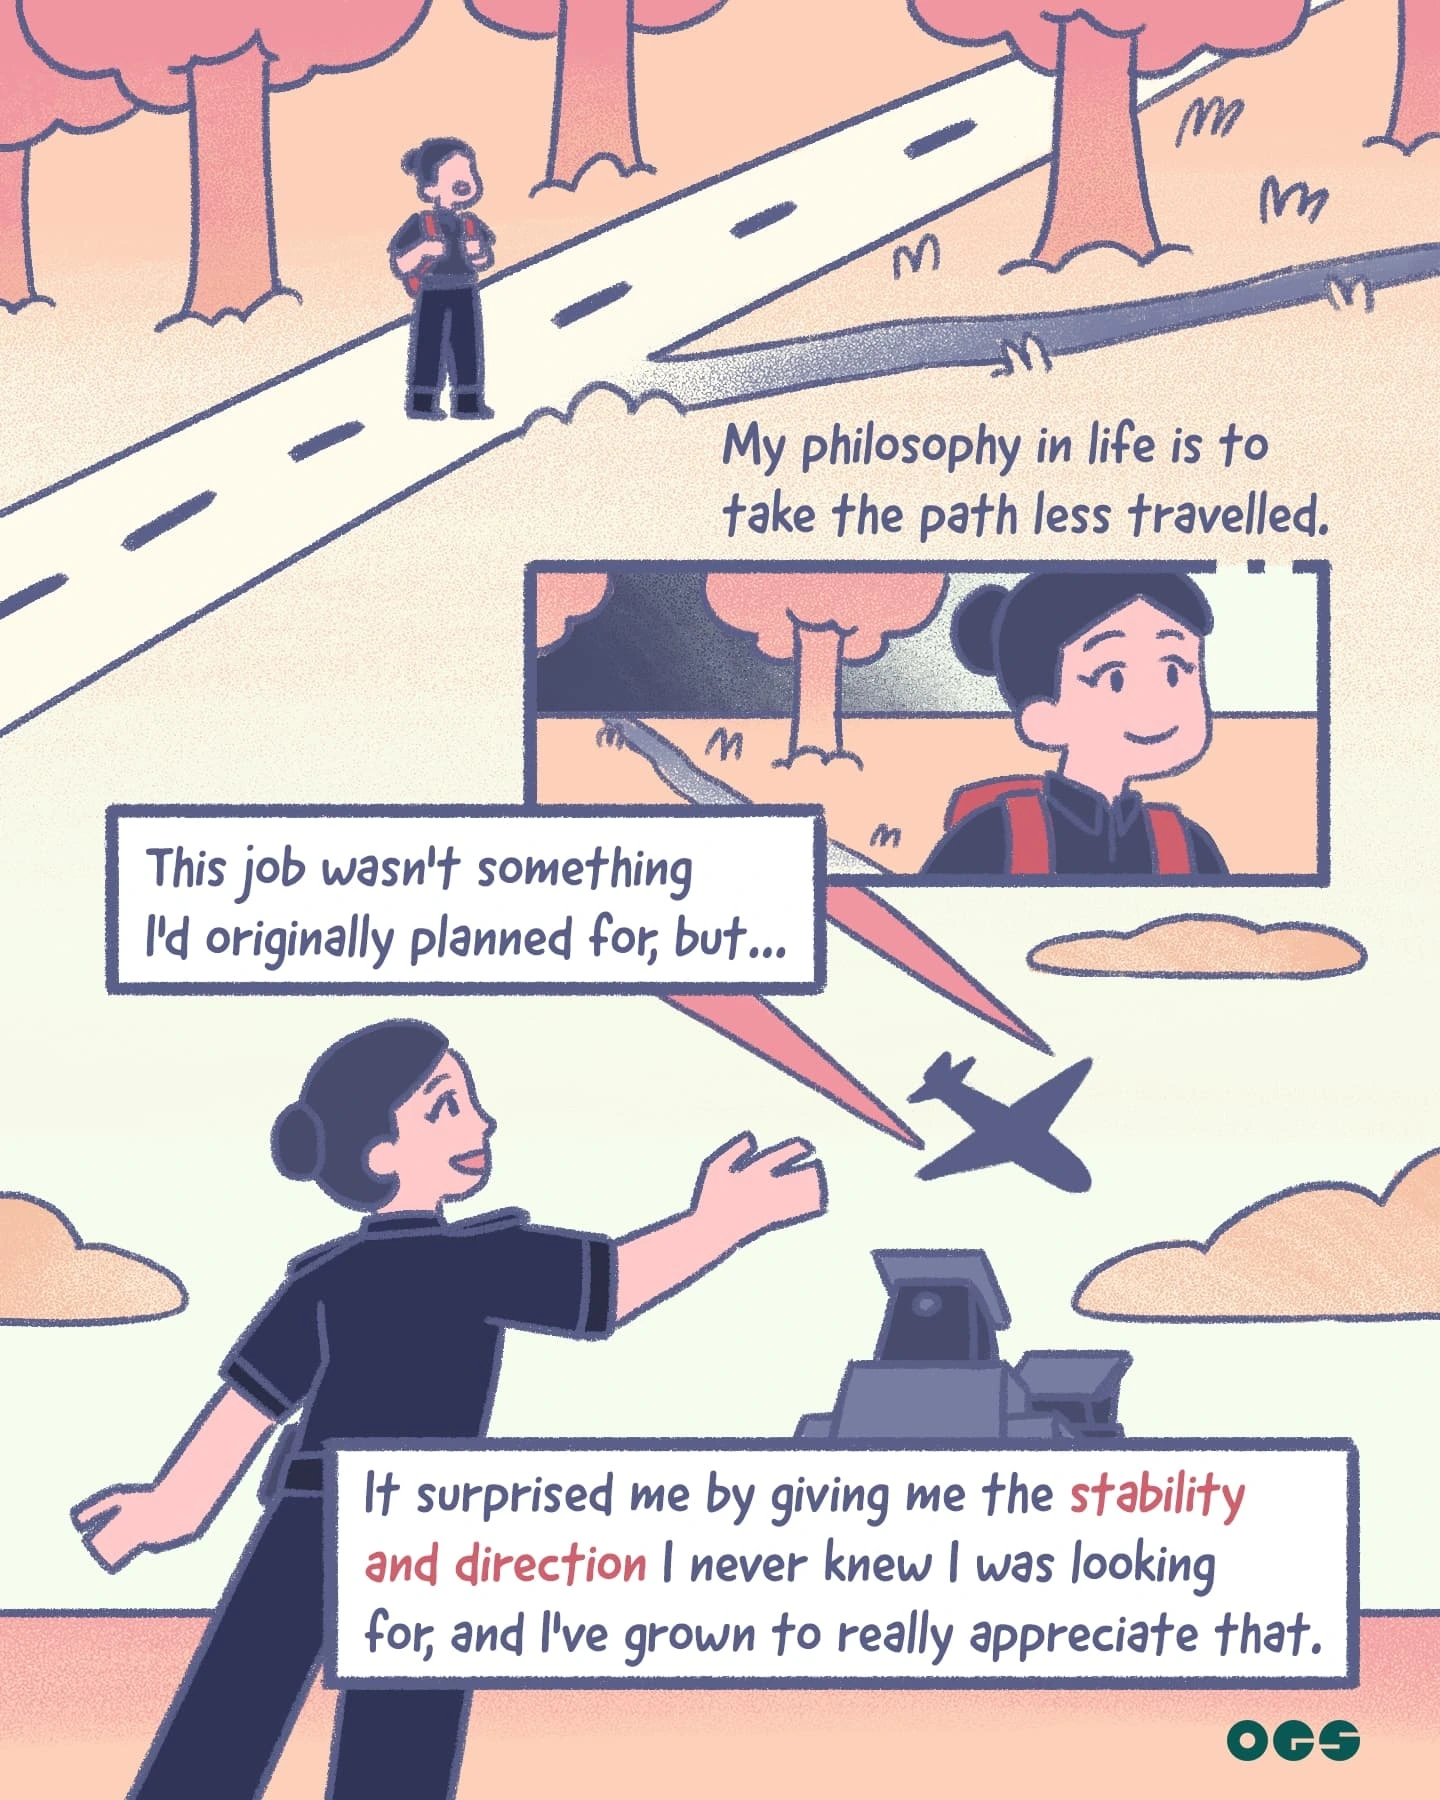 My philosophy in life is to
take the path less travelled.
This job wasn't something
I'd originally planned for, but...
It surprised me by giving me the stability
and direction I never knew I was looking
for, and I've grown to really appreciate that.
OGS